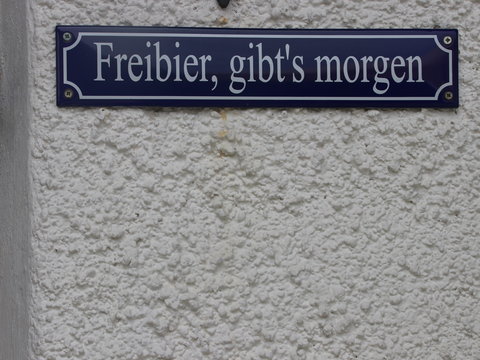 Freibier, gibt's morgen